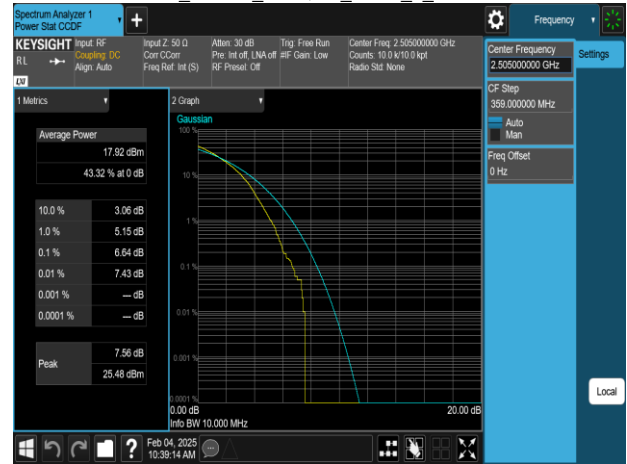 Spectrum Analyzer 1
Power Stat CCDF
Frequency
KEYSIGHT
RL
LXI
Input: RF
Coupling: DC
Align: Auto
Input Z: 50 Ω
Corr CCorr
Freq Ref: Int (S)
Atten: 30 dB
Pre: Int off, LNA off
RF Presel: Off
Trig: Free Run
#IF Gain: Low
Center Freq: 2.505000000 GHz
Counts: 10.0 k/10.0 kpt
Radio Std: None
Center Frequency
2.505000000 GHz
Settings
CF Step
359.000000 MHz
Auto
Man
Freq Offset
0 Hz
1 Metrics
Average Power
17.92 dBm
43.32 % at 0 dB
10.0 % 3.06 dB
1.0 % 5.15 dB
0.1 % 6.64 dB
0.01 % 7.43 dB
0.001 % --- dB
0.0001 % --- dB
Peak
7.56 dB
25.48 dBm
2 Graph
Gaussian
100 %
10 %
1 %
0.1 %
0.01 %
0.001 %
0.0001 %
0.00 dB 20.00 dB
Info BW 10.000 MHz
Local
?
Feb 04, 2025
10:39:14 AM